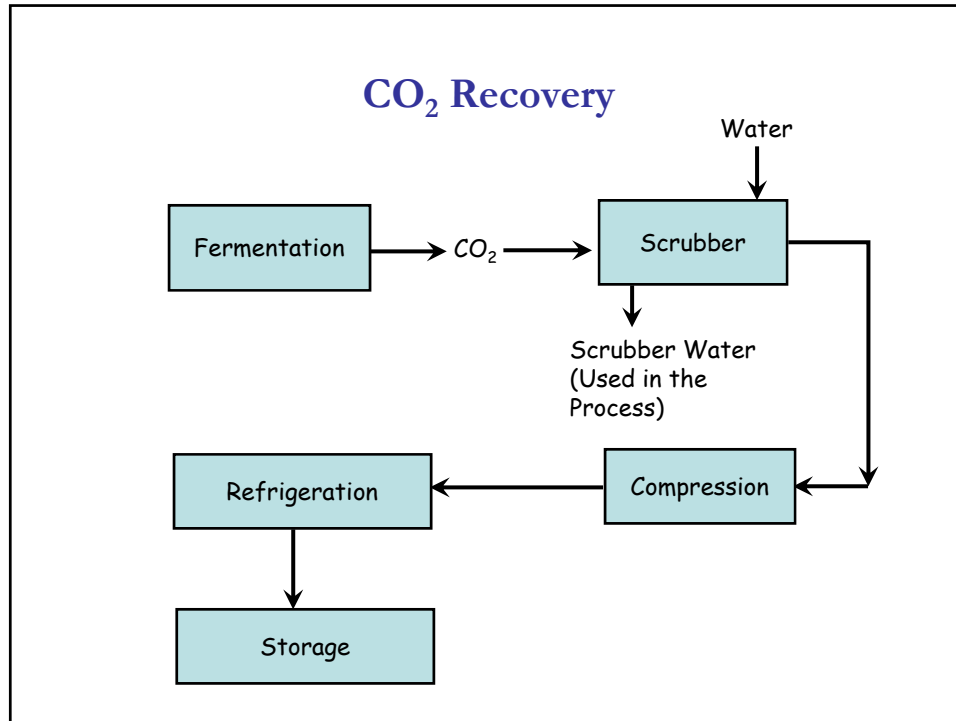 CO₂ Recovery
Water
Fermentation
CO₂
Scrubber
Scrubber Water
(Used in the
Process)
Refrigeration
Compression
Storage